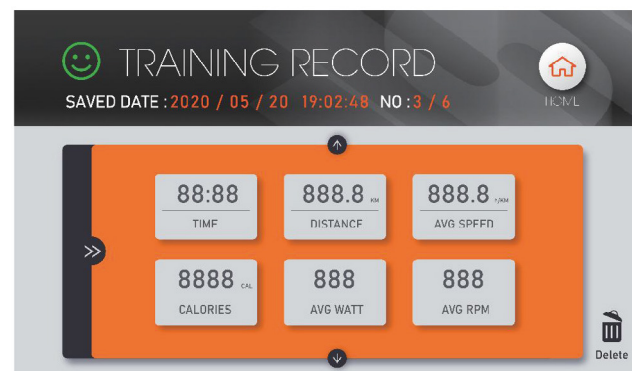 TRAINING RECORD
SAVED DATE : 2020 / 05 / 20 19:02:48 NO : 3 / 6
HOME
88:88
TIME
888.8 KM
DISTANCE
888.8
AVG SPEED
8888 CAL
CALORIES
888
AVG WATT
888
AVG RPM
Delete